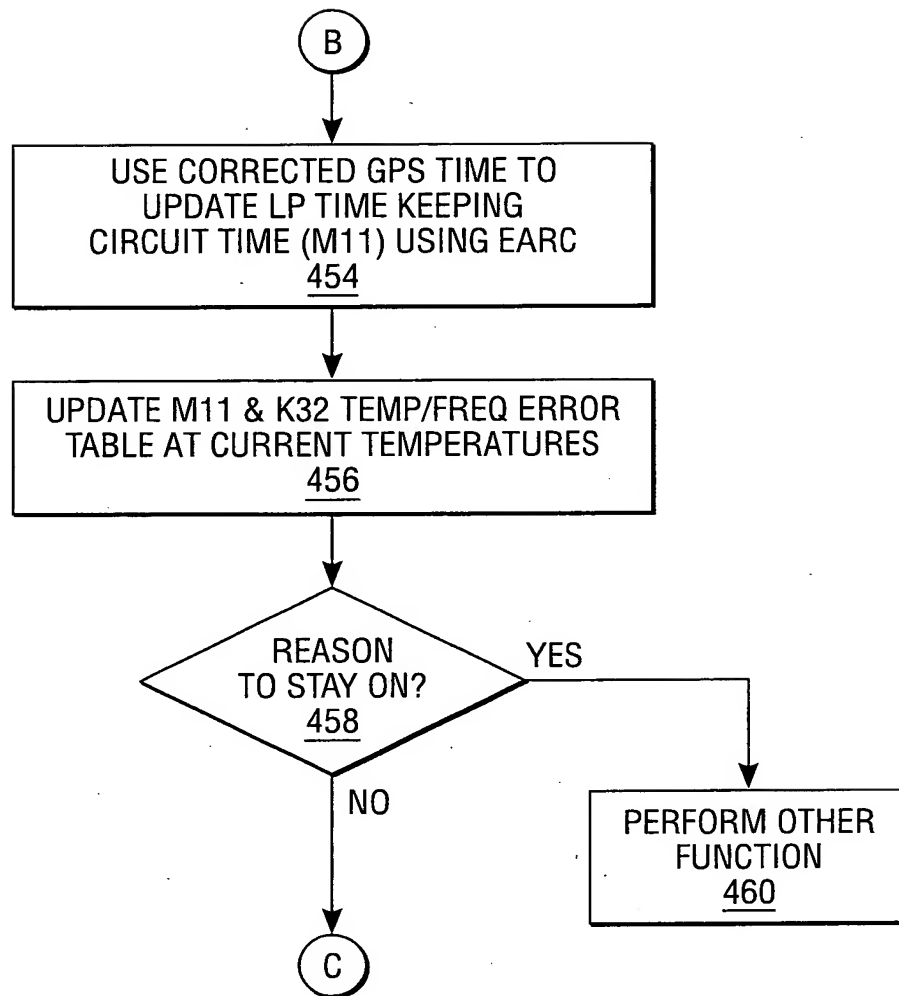 B
USE CORRECTED GPS TIME TO
UPDATE LP TIME KEEPING
CIRCUIT TIME (M11) USING EARC
454
UPDATE M11 & K32 TEMP/FREQ ERROR
TABLE AT CURRENT TEMPERATURES
456
REASON
TO STAY ON?
458
YES
NO
PERFORM OTHER
FUNCTION
460
C